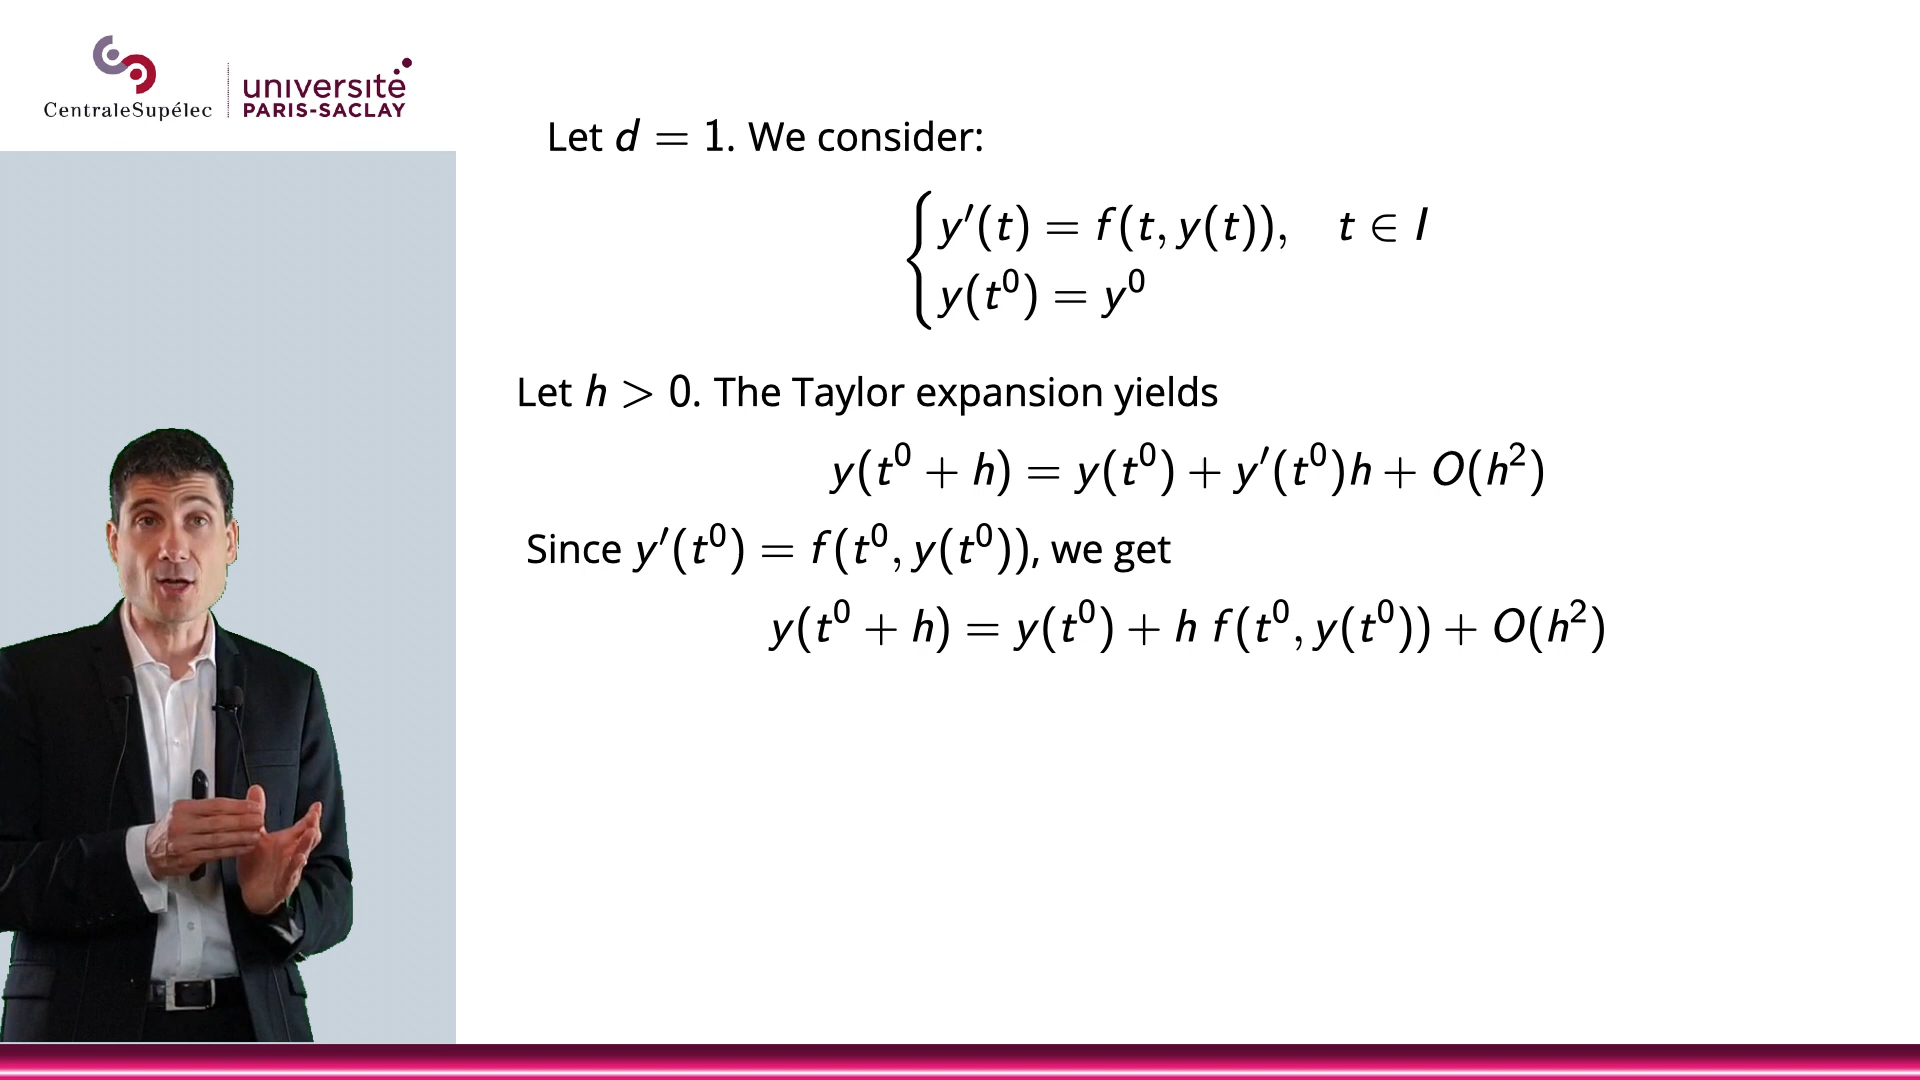 CentraleSupélec
université
PARIS-SACLAY
Let d = 1. We consider:
y′(t) = f(t, y(t)), t ∈ I
y(t⁰) = y⁰
Let h > 0. The Taylor expansion yields
y(t⁰ + h) = y(t⁰) + y′(t⁰)h + O(h²)
Since y′(t⁰) = f(t⁰, y(t⁰)), we get
y(t⁰ + h) = y(t⁰) + h f(t⁰, y(t⁰)) + O(h²)